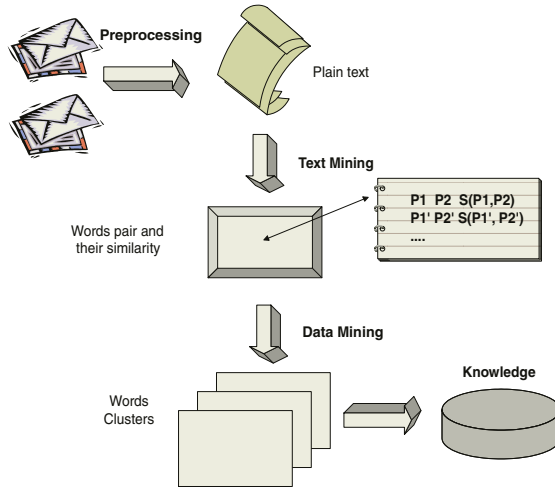 Preprocessing
Plain text
Text Mining
P1 P2 S(P1,P2)
P1' P2' S(P1', P2')
....
Words pair and
their similarity
Data Mining
Knowledge
Words
Clusters